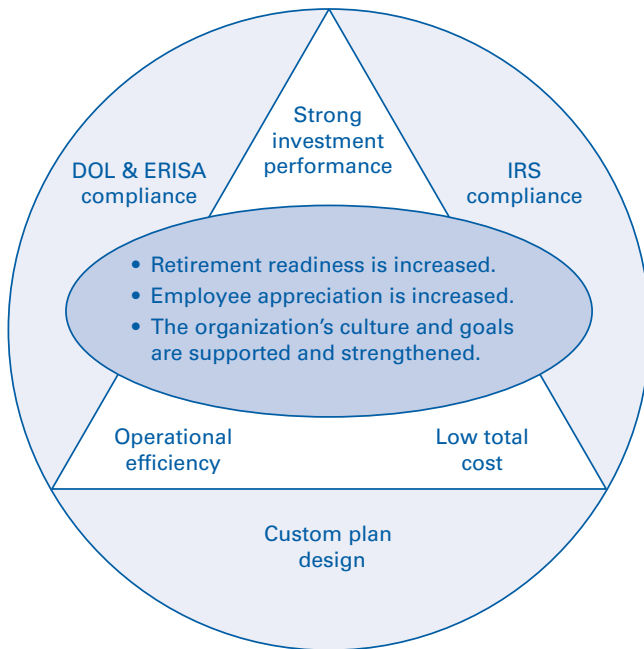 Strong
investment
performance
DOL & ERISA
compliance
IRS
compliance
• Retirement readiness is increased.
• Employee appreciation is increased.
• The organization’s culture and goals
are supported and strengthened.
Operational
efficiency
Low total
cost
Custom plan
design